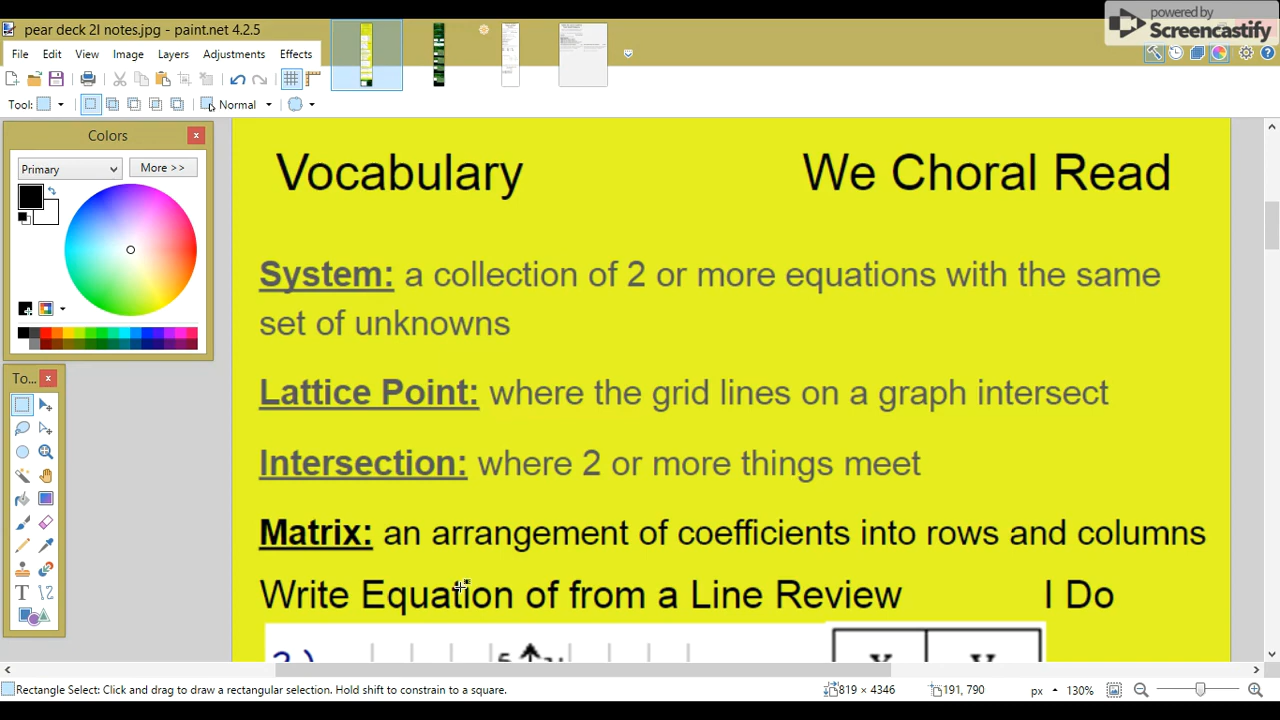 powered by
Screencastify
pear deck 2I notes.jpg - paint.net 4.2.5
File Edit View Image Layers Adjustments Effects
Tool: Normal
Colors
Primary More >>
To...
Vocabulary We Choral Read
System: a collection of 2 or more equations with the same
set of unknowns
Lattice Point: where the grid lines on a graph intersect
Intersection: where 2 or more things meet
Matrix: an arrangement of coefficients into rows and columns
Write Equation of from a Line Review I Do
Rectangle Select: Click and drag to draw a rectangular selection. Hold shift to constrain to a square. 819 × 4346 191, 790 px 130%